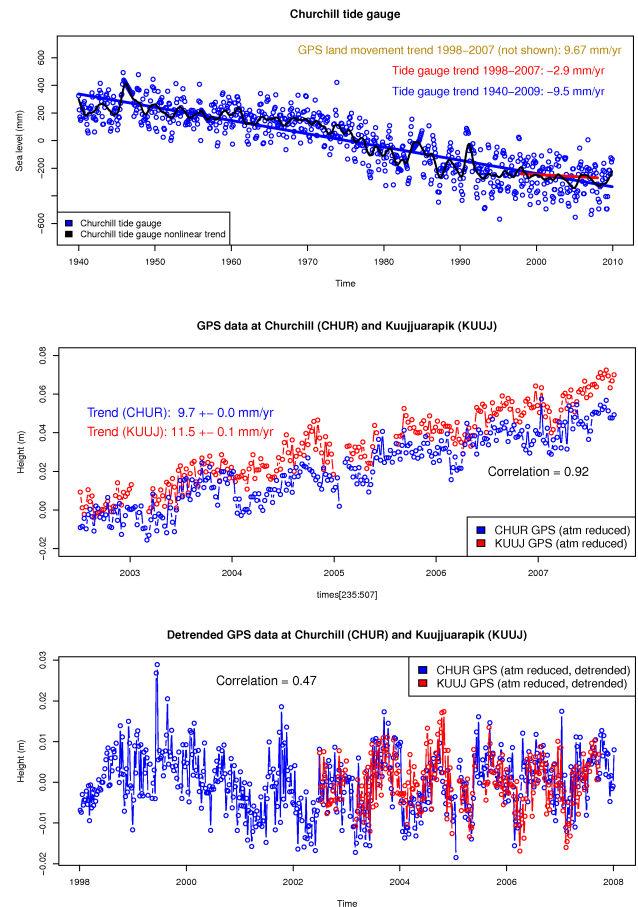 Churchill tide gauge
GPS land movement trend 1998−2007 (not shown): 9.67 mm/yr
Tide gauge trend 1998−2007: −2.9 mm/yr
Tide gauge trend 1940−2009: −9.5 mm/yr
Sea level (mm)
600
400
200
0
−200
−600
Churchill tide gauge
Churchill tide gauge nonlinear trend
1940 1950 1960 1970 1980 1990 2000 2010
Time
GPS data at Churchill (CHUR) and Kuujjuarapik (KUUJ)
Height (m)
0.08
0.06
0.04
0.02
0.00
−0.02
Trend (CHUR): 9.7 +− 0.0 mm/yr
Trend (KUUJ): 11.5 +− 0.1 mm/yr
Correlation = 0.92
CHUR GPS (atm reduced)
KUUJ GPS (atm reduced)
2003 2004 2005 2006 2007
times[235:507]
Detrended GPS data at Churchill (CHUR) and Kuujjuarapik (KUUJ)
Height (m)
0.03
0.02
0.01
0.00
−0.01
−0.02
Correlation = 0.47
CHUR GPS (atm reduced, detrended)
KUUJ GPS (atm reduced, detrended)
1998 2000 2002 2004 2006 2008
Time